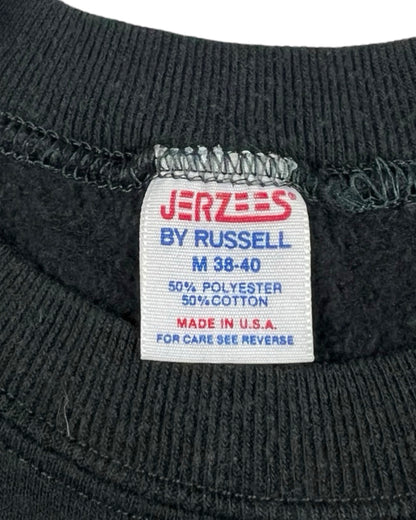 JERZEES®
BY RUSSELL
M 38-40
50% POLYESTER
50% COTTON
MADE IN U.S.A.
FOR CARE SEE REVERSE